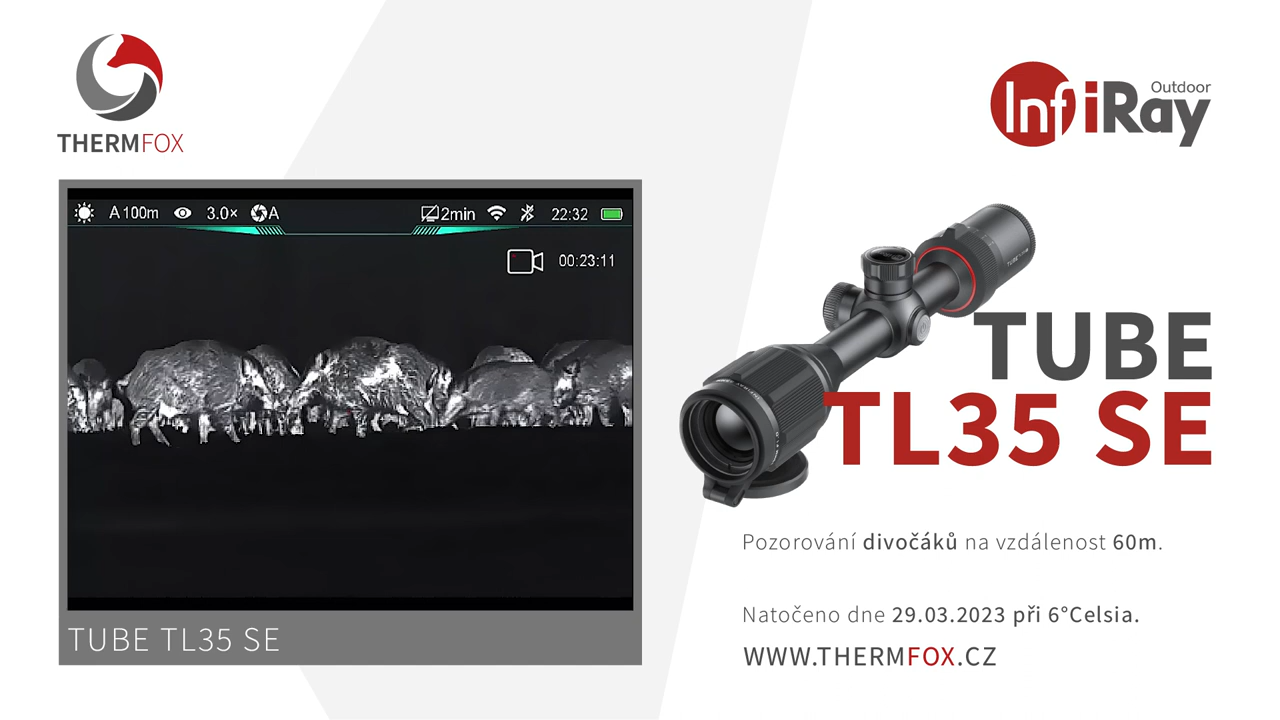 THERMFOX
InfiRay
Outdoor
A 100m 3.0× A 2min 22:32
00:23:11
TUBE
TL35 SE
Pozorování divočáků na vzdálenost 60m.
Natočeno dne 29.03.2023 při 6°Celsia.
WWW.THERMFOX.CZ
TUBE TL35 SE